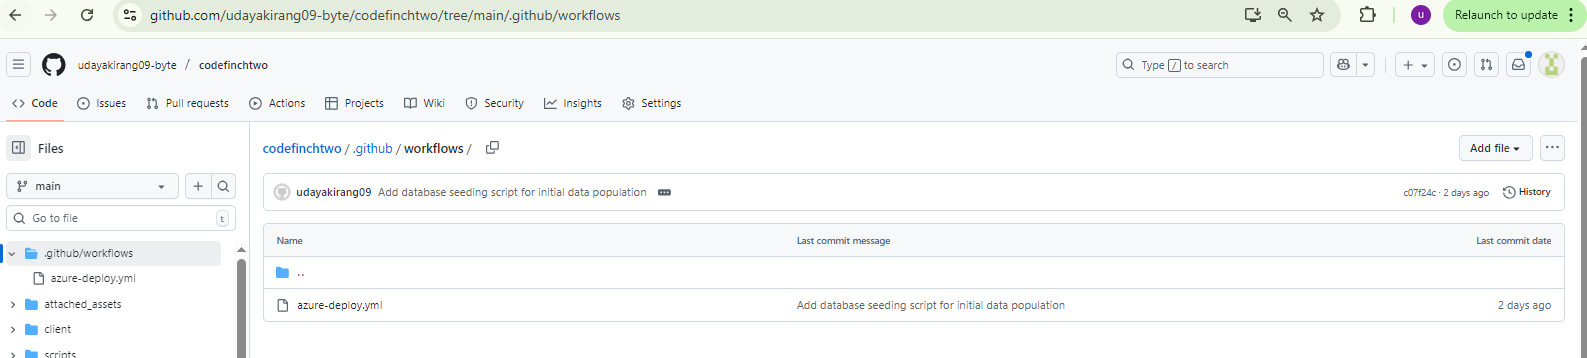 github.com/udayakirang09-byte/codefinchtwo/tree/main/.github/workflows
u
Relaunch to update
udayakirang09-byte / codefinchtwo
Type / to search
Code
Issues
Pull requests
Actions
Projects
Wiki
Security
Insights
Settings
Files
codefinchtwo / .github / workflows /
Add file
main
udayakirang09 Add database seeding script for initial data population
c07f24c · 2 days ago
History
Go to file
t
Name
Last commit message
Last commit date
.github/workflows
..
azure-deploy.yml
attached_assets
azure-deploy.yml
Add database seeding script for initial data population
2 days ago
client
scripts